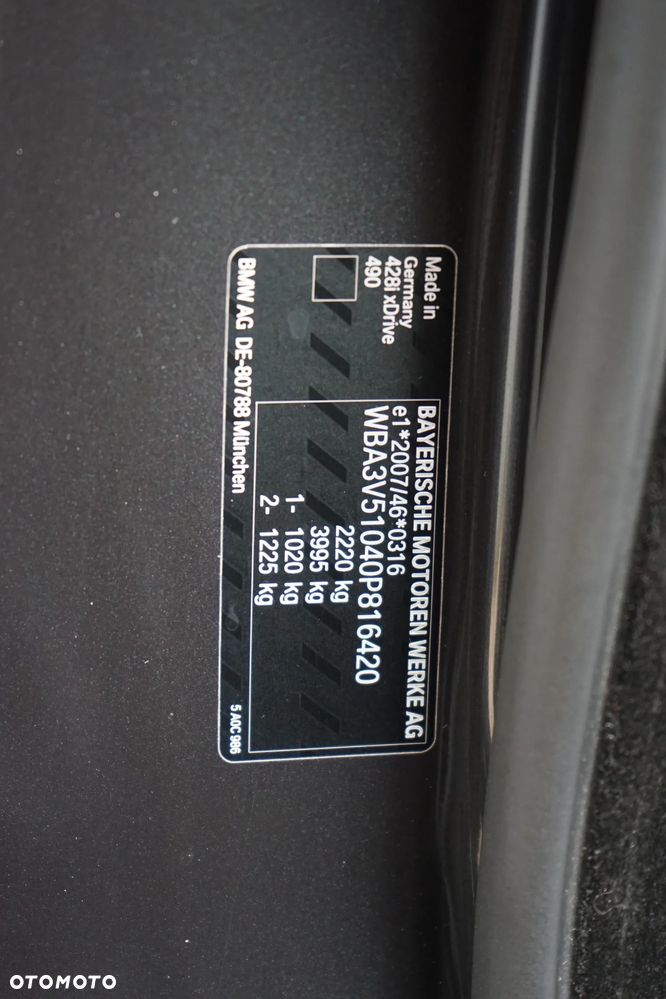 Made in
Germany
428i xDrive
490
BAYERISCHE MOTOREN WERKE AG
e1*2007/46*0316
WBA3V51040P816420
2220 kg
3995 kg
1- 1020 kg
2- 1225 kg
BMW AG DE-80788 München
5 A0C 986
OTOMOTO